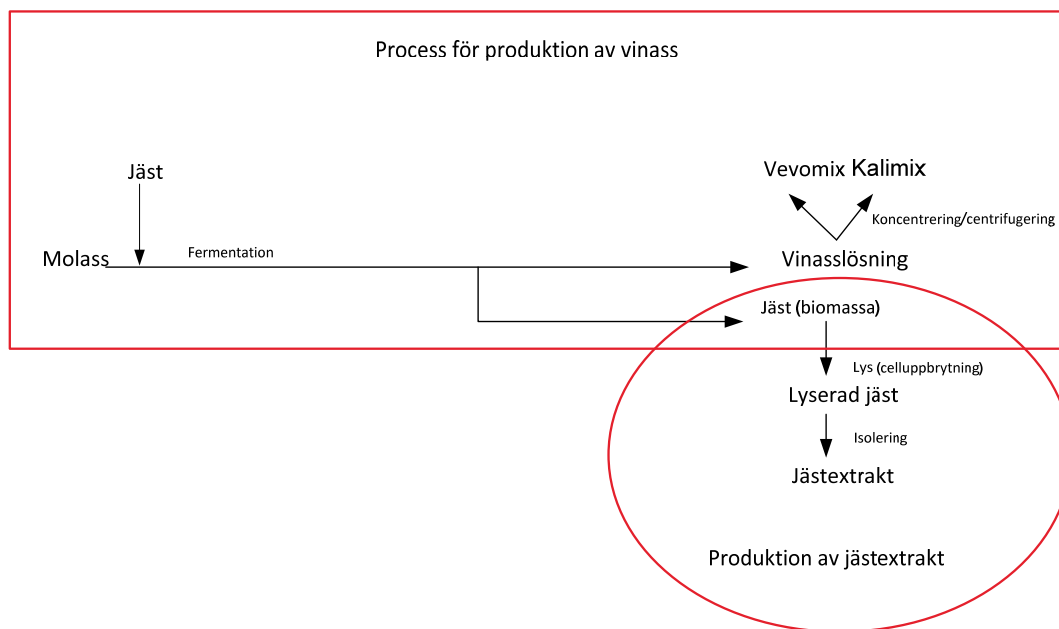 Process för produktion av vinass
Jäst
Vevomix Kalimix
Koncentrering/centrifugering
Molass
Fermentation
Vinasslösning
Jäst (biomassa)
Lys (celluppbrytning)
Lyserad jäst
Isolering
Jästextrakt
Produktion av jästextrakt